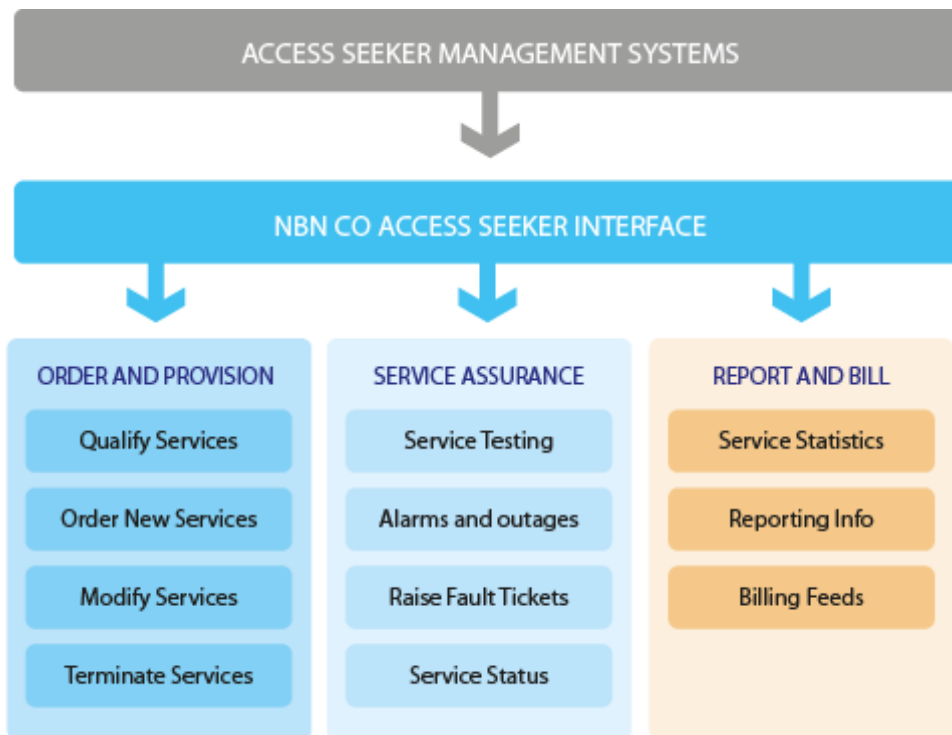 ACCESS SEEKER MANAGEMENT SYSTEMS
NBN CO ACCESS SEEKER INTERFACE
ORDER AND PROVISION
Qualify Services
Order New Services
Modify Services
Terminate Services
SERVICE ASSURANCE
Service Testing
Alarms and outages
Raise Fault Tickets
Service Status
REPORT AND BILL
Service Statistics
Reporting Info
Billing Feeds